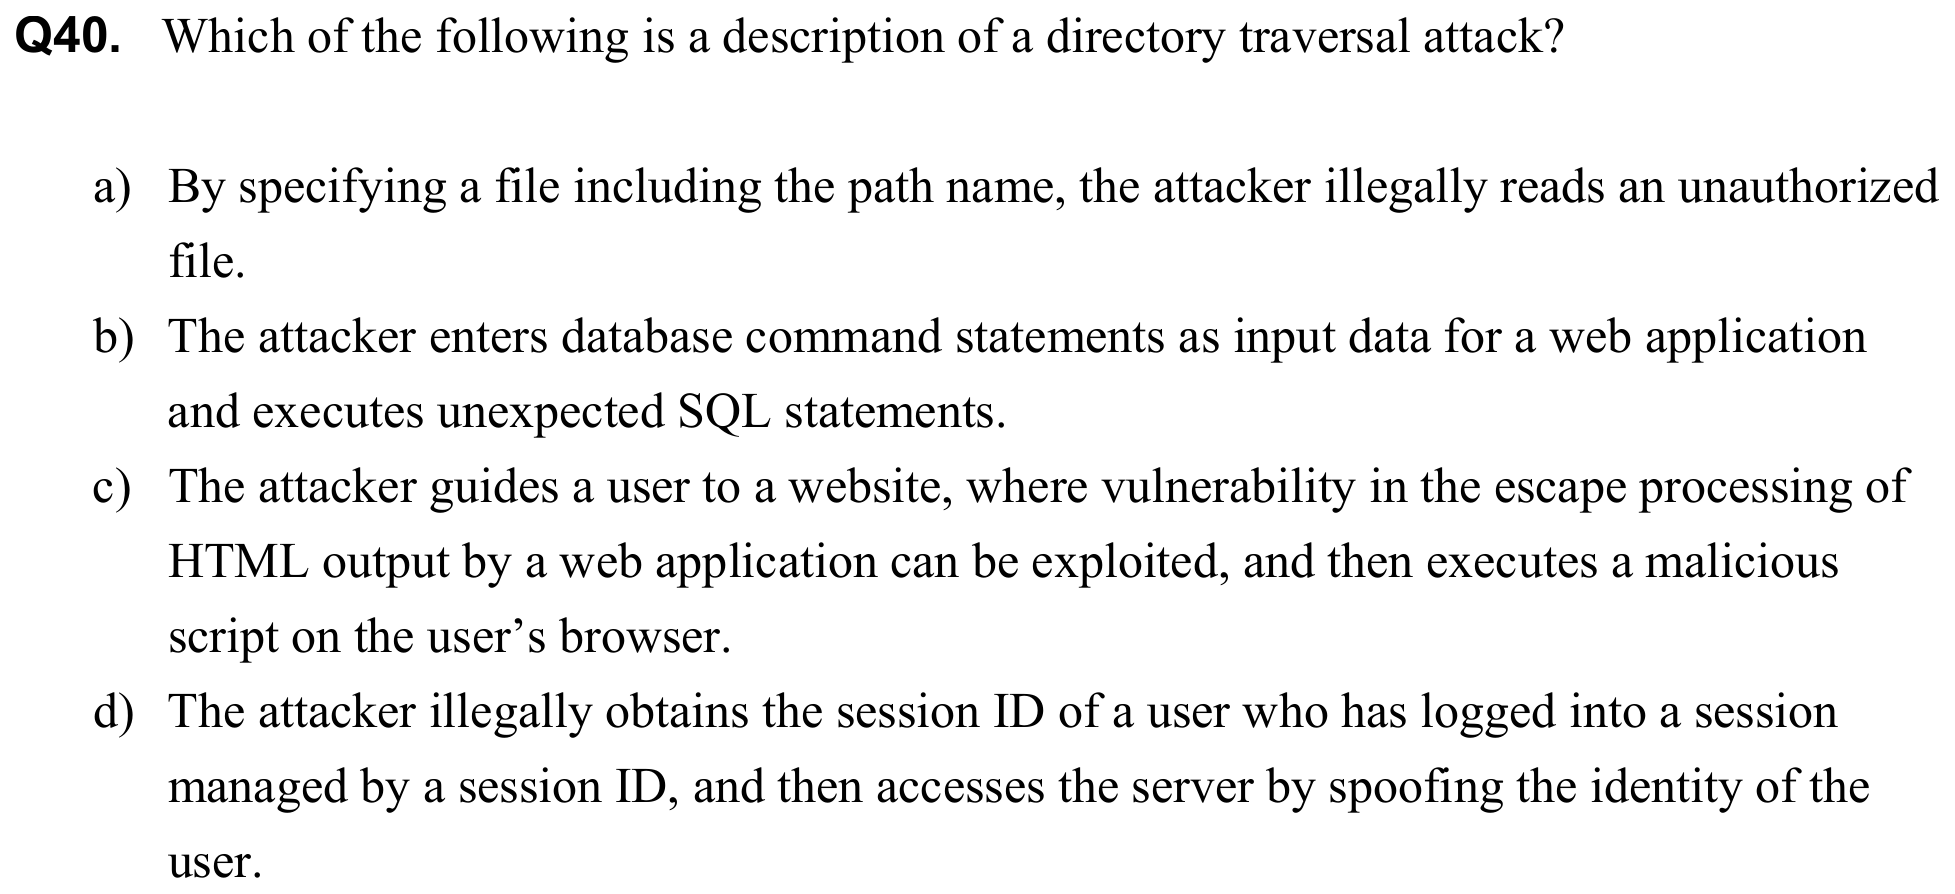 Q40. Which of the following is a description of a directory traversal attack?
a) By specifying a file including the path name, the attacker illegally reads an unauthorized
file.
b) The attacker enters database command statements as input data for a web application
and executes unexpected SQL statements.
c) The attacker guides a user to a website, where vulnerability in the escape processing of
HTML output by a web application can be exploited, and then executes a malicious
script on the user’s browser.
d) The attacker illegally obtains the session ID of a user who has logged into a session
managed by a session ID, and then accesses the server by spoofing the identity of the
user.